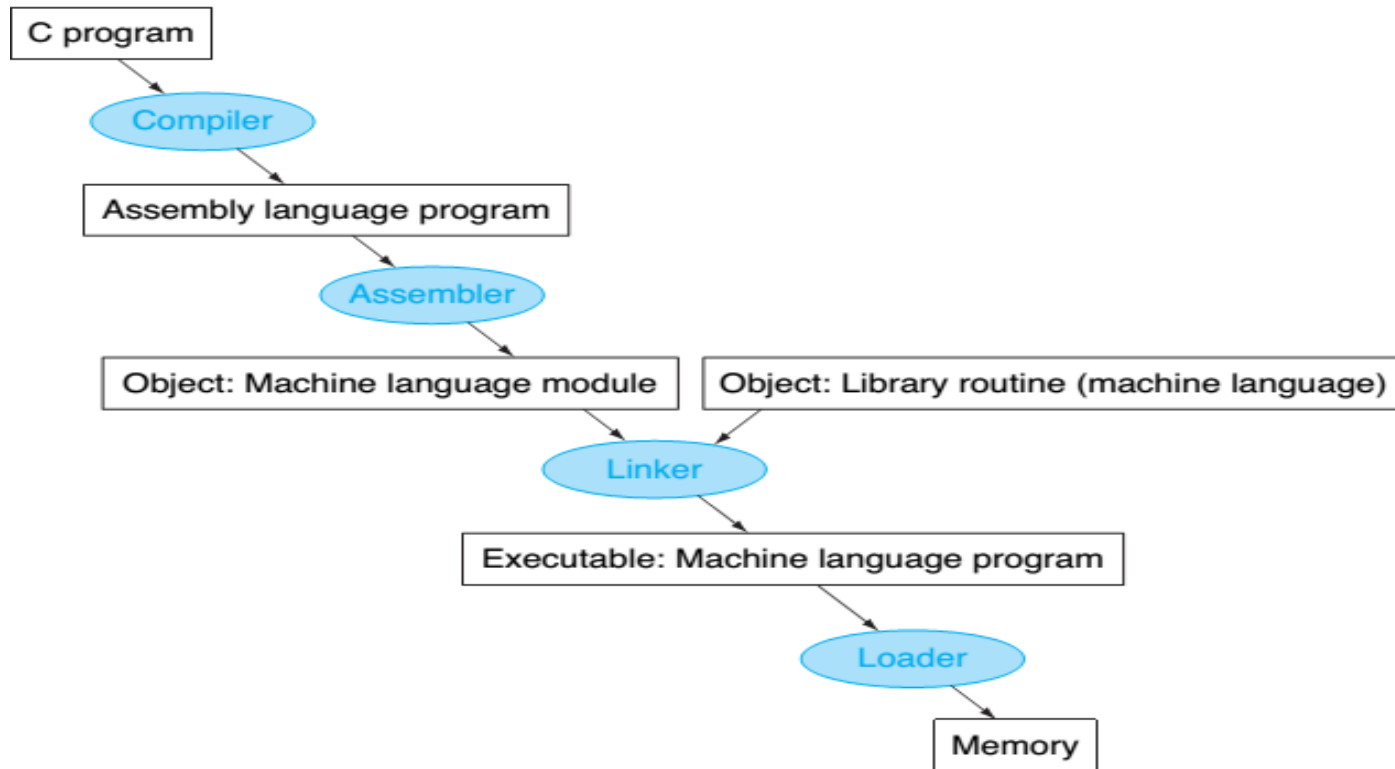 C program
Compiler
Assembly language program
Assembler
Object: Machine language module
Object: Library routine (machine language)
Linker
Executable: Machine language program
Loader
Memory